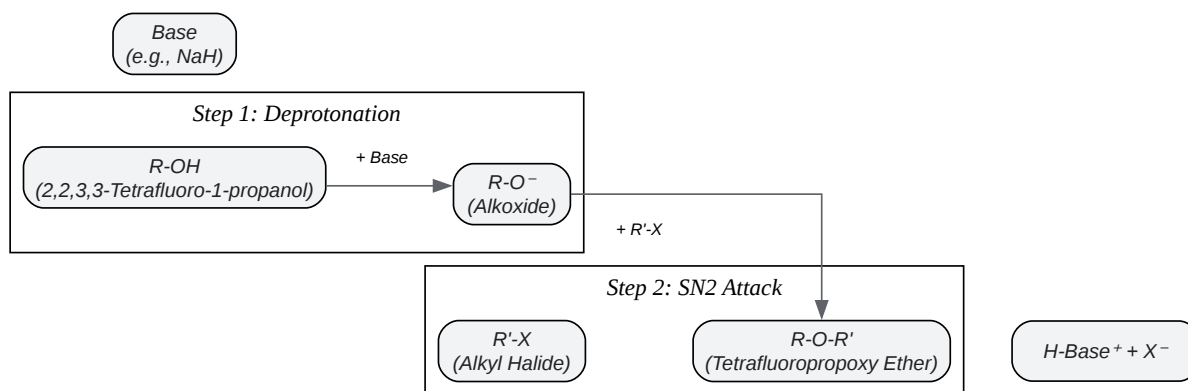 Base
(e.g., NaH)
Step 1: Deprotonation
R-OH
(2,2,3,3-Tetrafluoro-1-propanol)
+ Base
R-O⁻
(Alkoxide)
+ R'-X
Step 2: SN2 Attack
R'-X
(Alkyl Halide)
R-O-R'
(Tetrafluoropropoxy Ether)
H-Base⁺ + X⁻